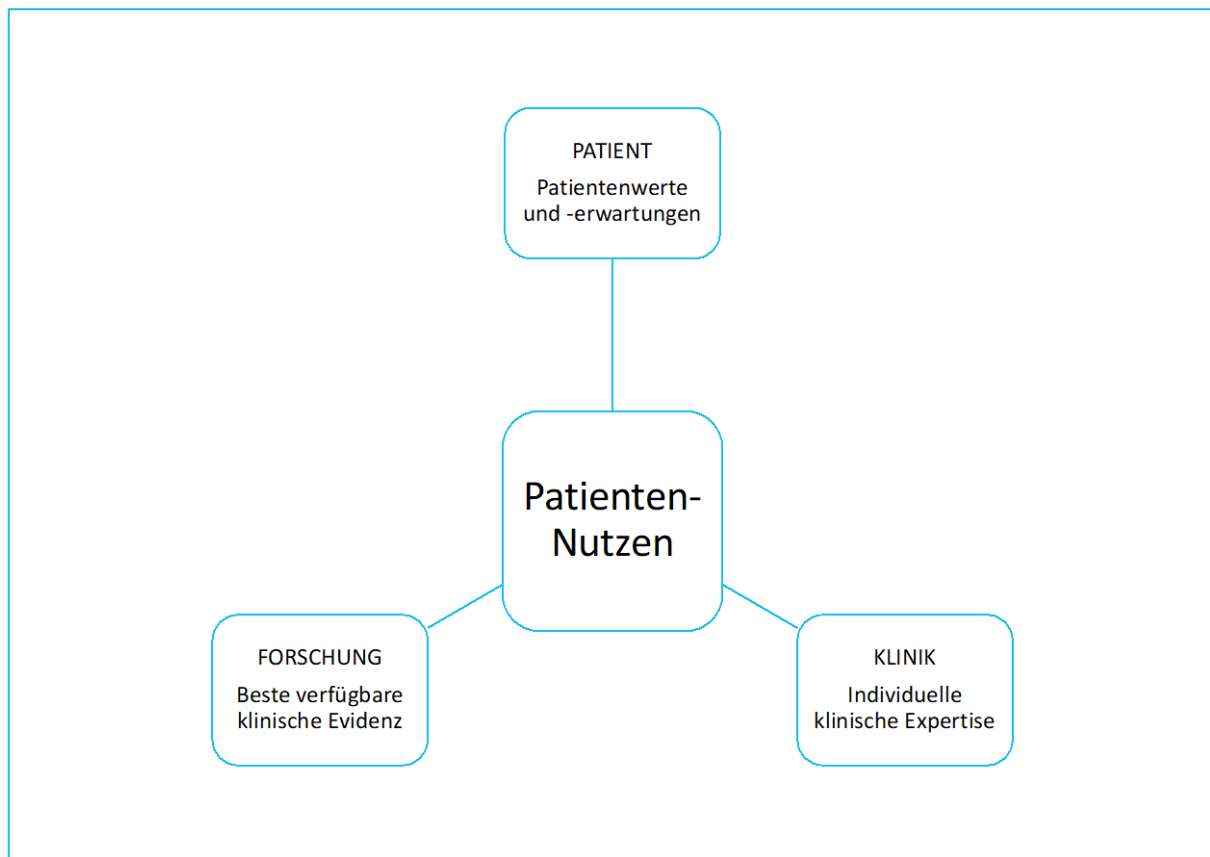 PATIENT
Patientenwerte
und -erwartungen
Patienten-
Nutzen
FORSCHUNG
Beste verfügbare
klinische Evidenz
KLINIK
Individuelle
klinische Expertise